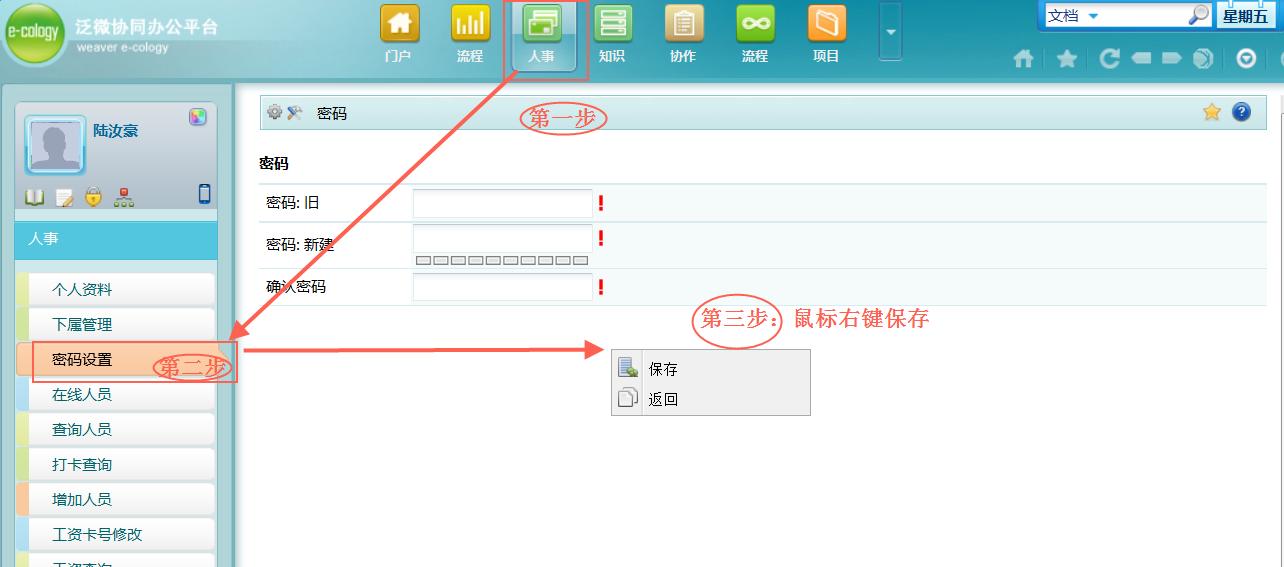 e-cology 泛微协同办公平台
weaver e-cology
门户 流程 人事 知识 协作 流程 项目
文档 星期五
陆汝豪
人事
个人资料
下属管理
密码设置 第二步
在线人员
查询人员
打卡查询
增加人员
工资卡号修改
工资查询
密码
第一步
密码
密码: 旧 !
密码: 新建 !
确认密码 !
第三步：鼠标右键保存
保存
返回